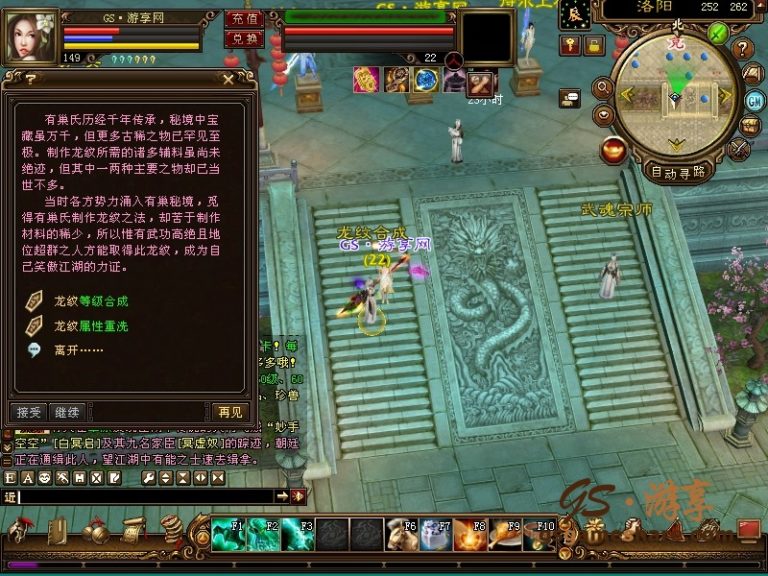 GS·游享网
充值
兑换
149
22
洛阳
252 262
北
辰
GM
自动寻路
23小时
?
有巢氏历经千年传承，秘境中宝
藏虽万千，但更多古稀之物已罕见至
极。制作龙纹所需的诸多辅料虽尚未
绝迹，但其中一两种主要之物却已当
世不多。
当时各方势力涌入有巢秘境，觅
得有巢氏制作龙纹之法，却苦于制作
材料的稀少，所以惟有武功高绝且地
位超群之人方能取得此龙纹，成为自
己笑傲江湖的力证。
龙纹等级合成
龙纹属性重洗
离开……
接受
继续
再见
武魂宗师
龙纹合成
GS·游享网
(22)
空空”[白冥启]及其九名家臣[冥虚奴]的踪迹，朝廷
正在通缉此人，望江湖中有能之士速去缉拿。
近
F1
F2
F3
F6
F7
F8
F9
F10
GS·游享